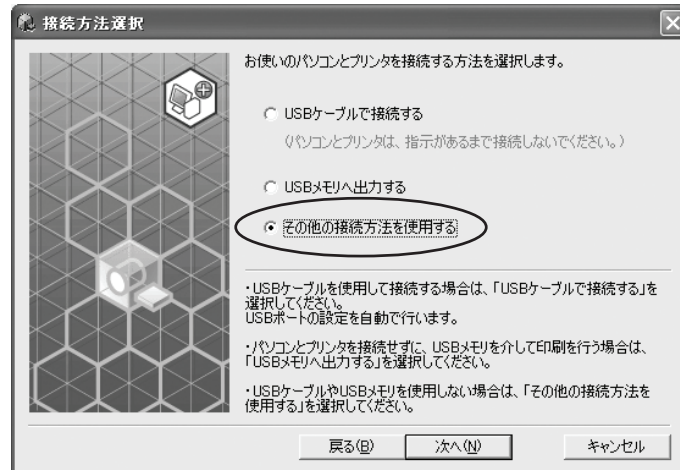 接続方法選択
お使いのパソコンとプリンタを接続する方法を選択します。
USBケーブルで接続する
(パソコンとプリンタは、指示があるまで接続しないでください。)
USBメモリへ出力する
その他の接続方法を使用する
・USBケーブルを使用して接続する場合は、「USBケーブルで接続する」を
選択してください。
USBポートの設定を自動で行います。
・パソコンとプリンタを接続せずに、USBメモリを介して印刷を行う場合は、
「USBメモリへ出力する」を選択してください。
・USBケーブルやUSBメモリを使用しない場合は、「その他の接続方法を
使用する」を選択してください。
戻る(B)
次へ(N)
キャンセル